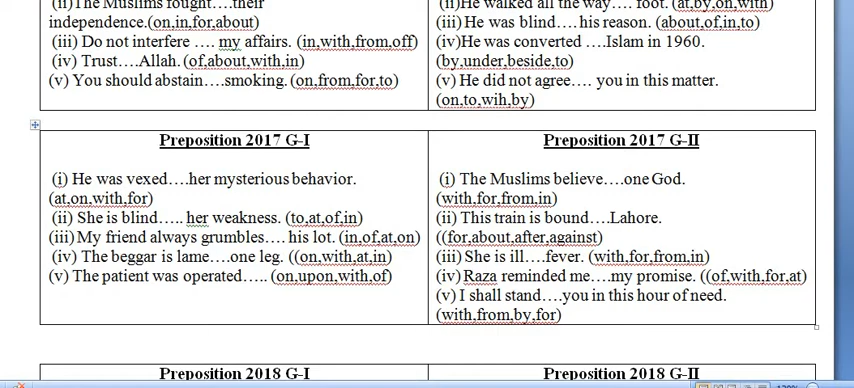 (ii)The Muslims fought….their
independence.(on,in,for,about)
(iii) Do not interfere …. my affairs. (in,with,from,off)
(iv) Trust….Allah. (of,about,with,in)
(v) You should abstain….smoking. (on,from,for,to)
(ii)He walked all the way…. foot. (at,by,on,with)
(iii) He was blind…. his reason. (about,of,in,to)
(iv)He was converted ….Islam in 1960.
(by,under,beside,to)
(v) He did not agree…. you in this matter.
(on,to,wih,by)
Preposition 2017 G-I
(i) He was vexed….her mysterious behavior.
(at,on,with,for)
(ii) She is blind….. her weakness. (to,at,of,in)
(iii) My friend always grumbles…. his lot. (in,of,at,on)
(iv) The beggar is lame….one leg. ((on,with,at,in)
(v) The patient was operated….. (on,upon,with,of)
Preposition 2017 G-II
(i) The Muslims believe….one God.
(with,for,from,in)
(ii) This train is bound….Lahore.
((for,about,after,against)
(iii) She is ill….fever. (with,for,from,in)
(iv) Raza reminded me….my promise. ((of,with,for,at)
(v) I shall stand….you in this hour of need.
(with,from,by,for)
Preposition 2018 G-I
Preposition 2018 G-II